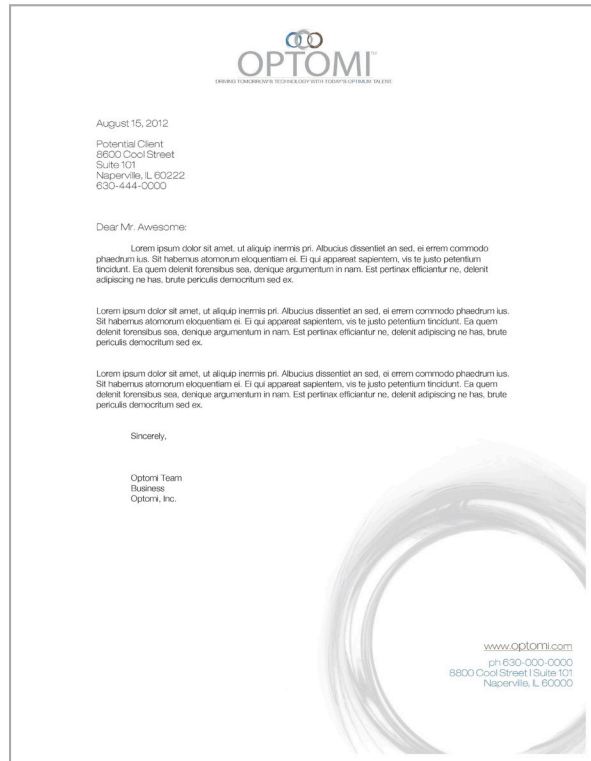 OPTOMI™
DRIVING TOMORROW'S TECHNOLOGY WITH TODAY'S OPTIMUM TALENT
August 15, 2012
Potential Client
8600 Cool Street
Suite 101
Naperville, IL 60222
630-444-0000
Dear Mr. Awesome:
Lorem ipsum dolor sit amet, ut aliquip inermis pri. Albucius dissentiet an sed, ei errem commodo
phaedrum ius. Sit habemus atomorum eloquentiam ei. Ei qui appareat sapientem, vis te justo petentium
tincidunt. Ea quem delenit forensibus sea, denique argumentum in nam. Est pertinax efficiantur ne, delenit
adipiscing ne has, brute periculis democritum sed ex.
Lorem ipsum dolor sit amet, ut aliquip inermis pri. Albucius dissentiet an sed, ei errem commodo phaedrum ius.
Sit habemus atomorum eloquentiam ei. Ei qui appareat sapientem, vis te justo petentium tincidunt. Ea quem
delenit forensibus sea, denique argumentum in nam. Est pertinax efficiantur ne, delenit adipiscing ne has, brute
periculis democritum sed ex.
Lorem ipsum dolor sit amet, ut aliquip inermis pri. Albucius dissentiet an sed, ei errem commodo phaedrum ius.
Sit habemus atomorum eloquentiam ei. Ei qui appareat sapientem, vis te justo petentium tincidunt. Ea quem
delenit forensibus sea, denique argumentum in nam. Est pertinax efficiantur ne, delenit adipiscing ne has, brute
periculis democritum sed ex.
Sincerely,
Optomi Team
Business
Optomi, Inc.
www.optomi.com
ph 630-000-0000
8800 Cool Street | Suite 101
Naperville, IL 60000